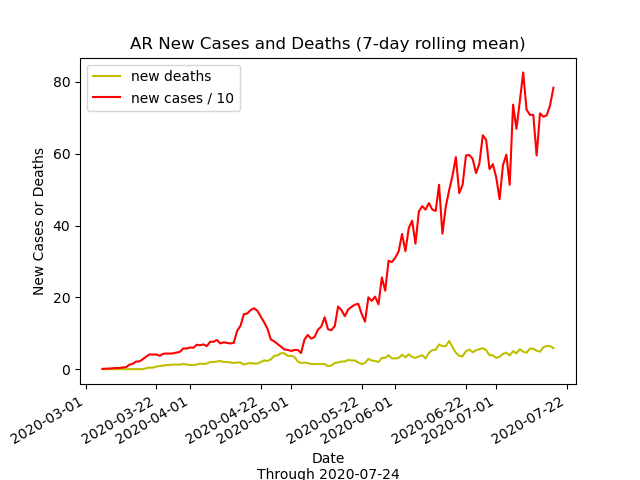 AR New Cases and Deaths (7-day rolling mean)
new deaths
new cases / 10
New Cases or Deaths
80
60
40
20
0
2020-03-01
2020-03-22
2020-04-01
2020-04-22
2020-05-01
2020-05-22
2020-06-01
2020-06-22
2020-07-01
2020-07-22
Date
Through 2020-07-24